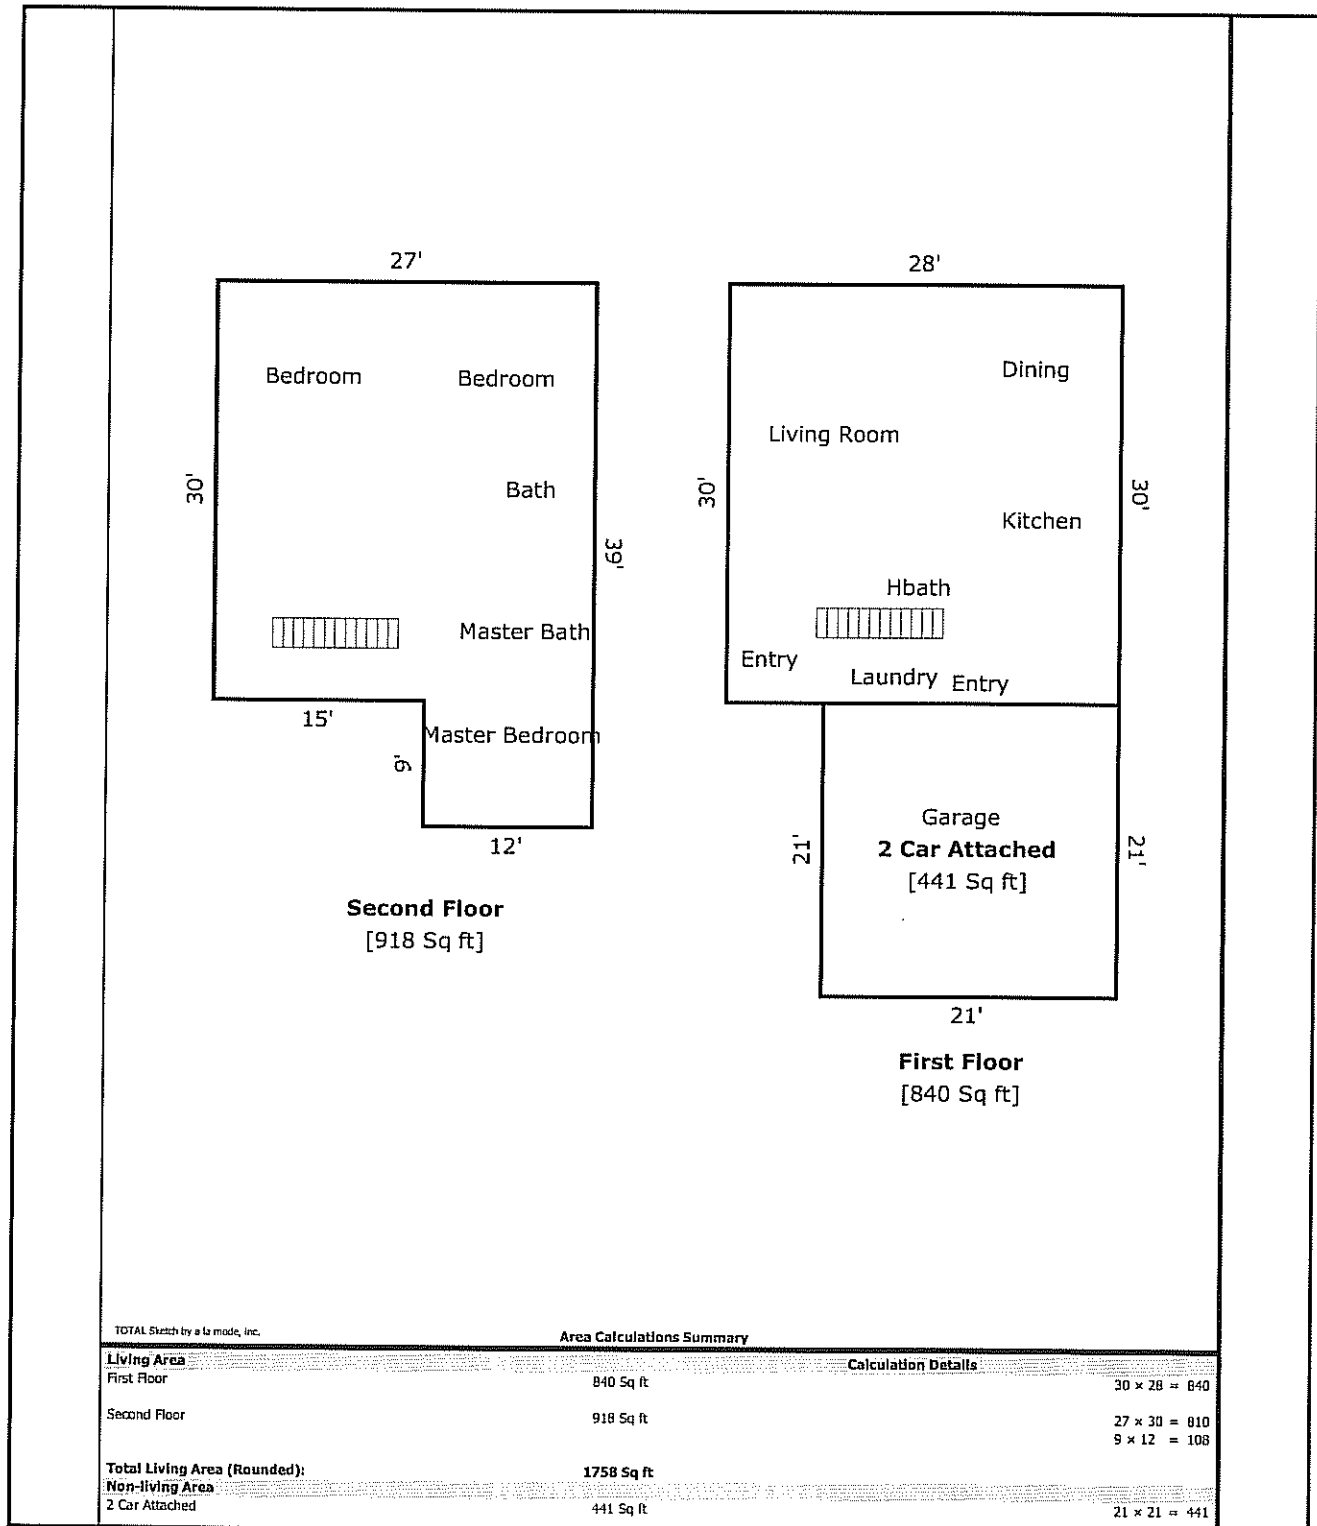 27'
Bedroom Bedroom
30'
Bath
39'
Master Bath
15'
Master Bedroom
9'
12'
Second Floor
[918 Sq ft]
28'
Dining
Living Room
30'
30'
Kitchen
Hbath
Entry
Laundry Entry
Garage
2 Car Attached
[441 Sq ft]
21'
21'
21'
First Floor
[840 Sq ft]
TOTAL Sketch by a la mode, inc.
Area Calculations Summary
Living Area Calculation Details
First Floor 840 Sq ft 30 × 28 = 840
Second Floor 918 Sq ft 27 × 30 = 810
9 × 12 = 108
Total Living Area (Rounded): 1758 Sq ft
Non-living Area
2 Car Attached 441 Sq ft 21 × 21 = 441